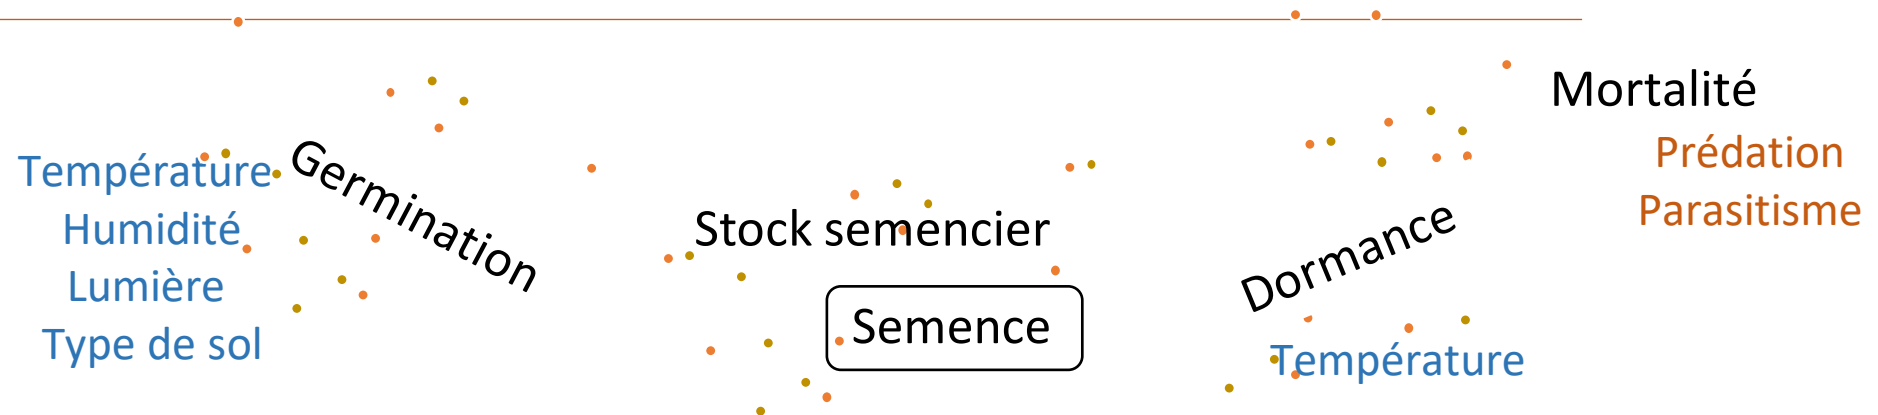 Température
Humidité
Lumière
Type de sol
Germination
Stock semencier
Semence
Dormance
Température
Mortalité
Prédation
Parasitisme